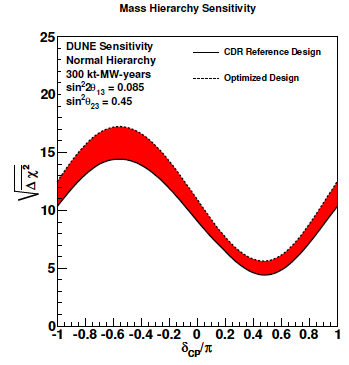 Mass Hierarchy Sensitivity
25
20
15
10
5
0
√Δχ²
DUNE Sensitivity
Normal Hierarchy
300 kt-MW-years
sin²2θ₁₃ = 0.085
sin²θ₂₃ = 0.45
CDR Reference Design
Optimized Design
-1 -0.8 -0.6 -0.4 -0.2 0 0.2 0.4 0.6 0.8 1
δCP/π